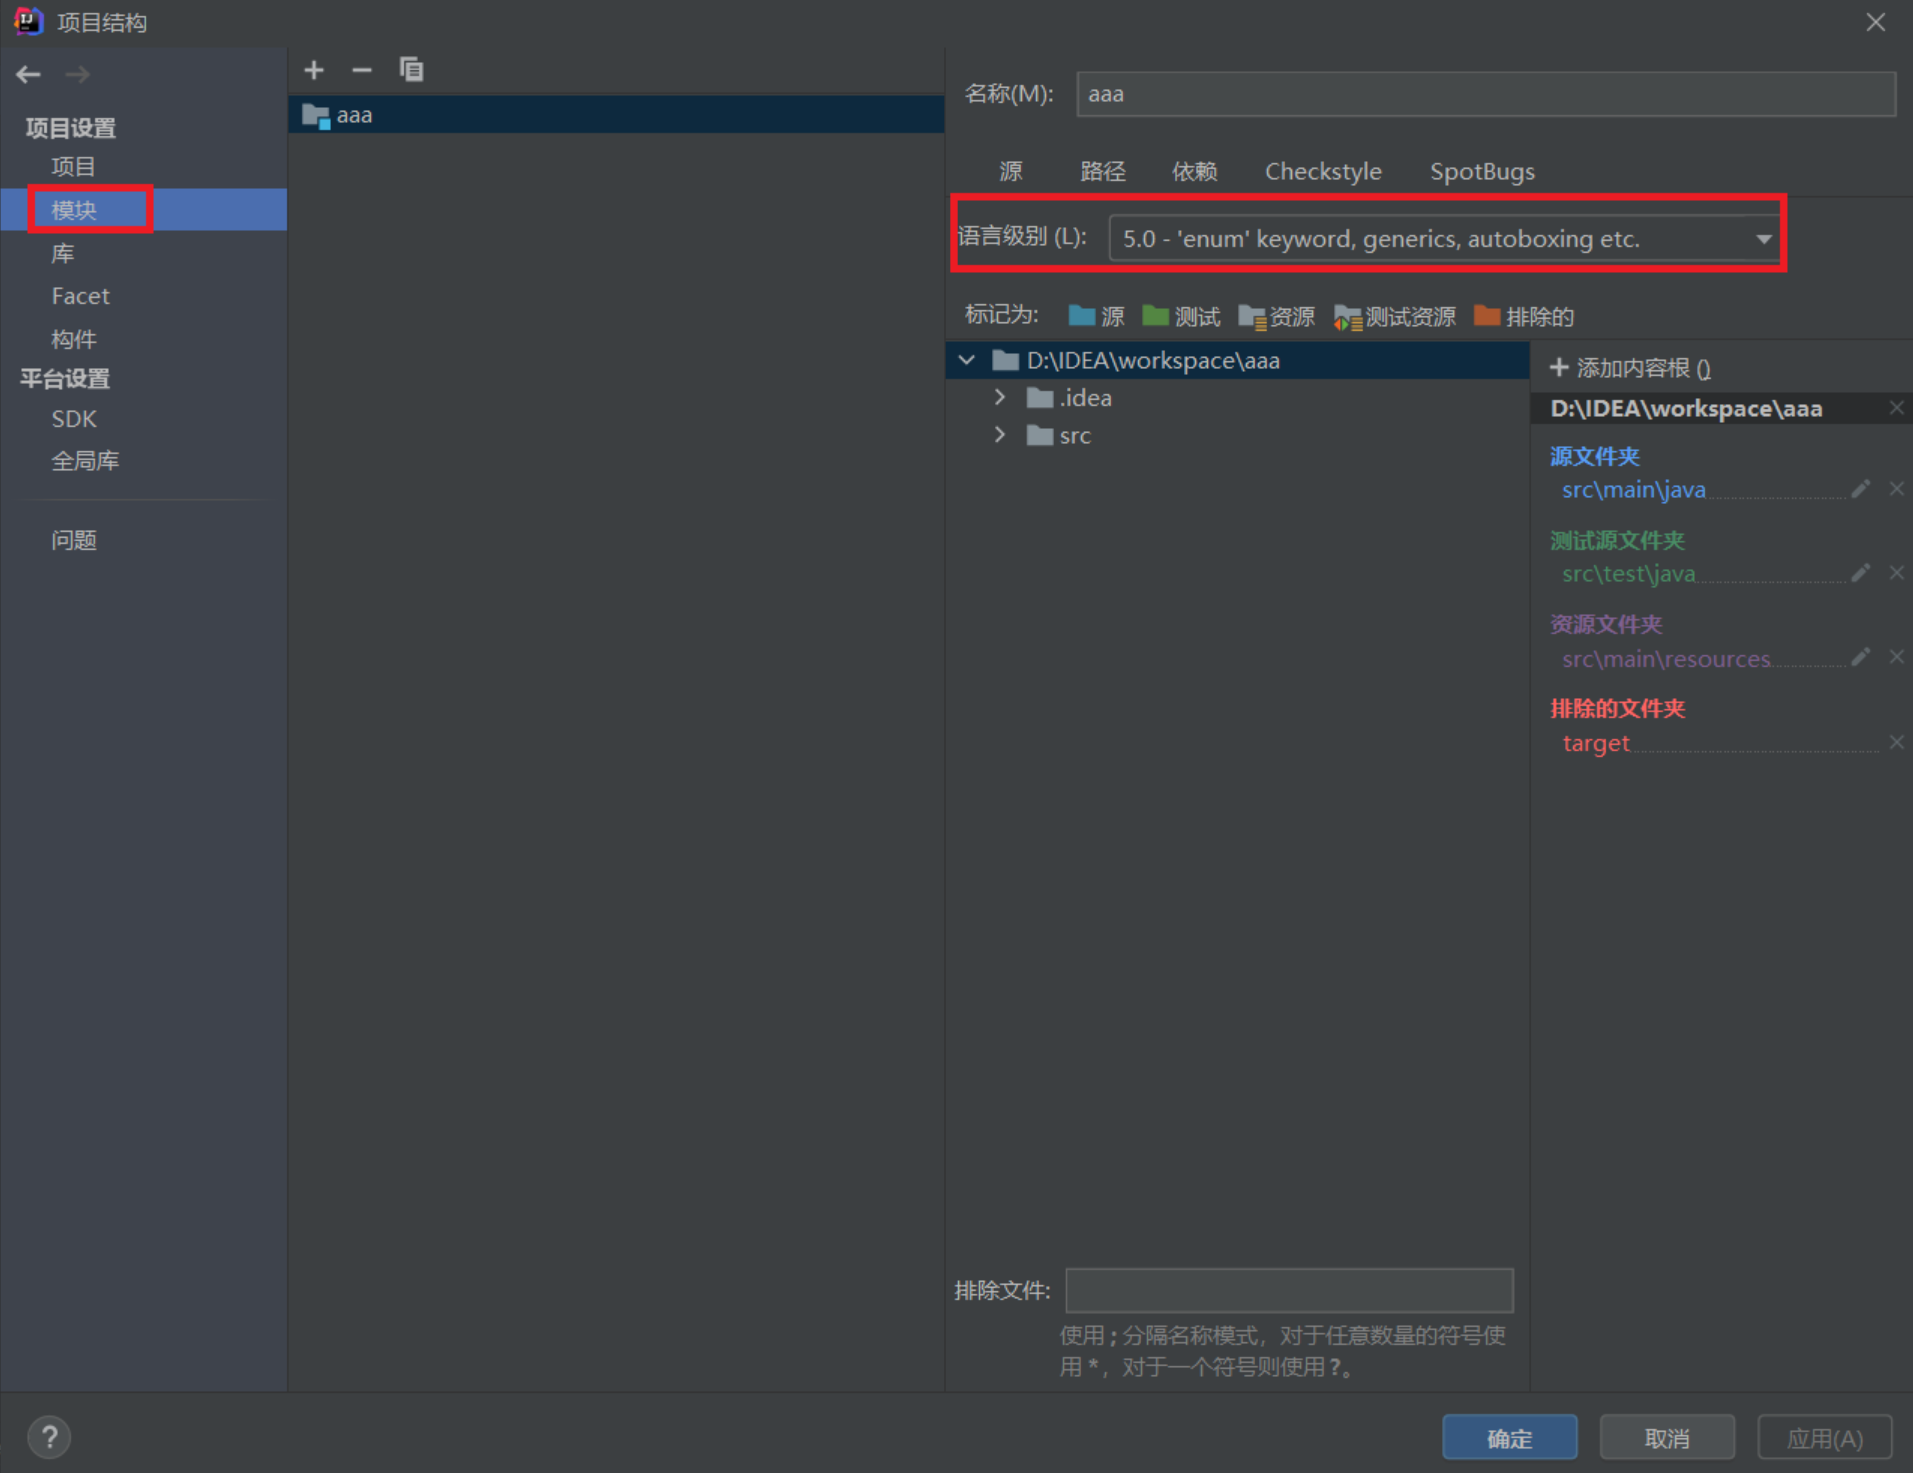 项目结构
项目设置
项目
模块
库
Facet
构件
平台设置
SDK
全局库
问题
aaa
名称(M): aaa
源 路径 依赖 Checkstyle SpotBugs
语言级别 (L): 5.0 - 'enum' keyword, generics, autoboxing etc.
标记为: 源 测试 资源 测试资源 排除的
D:\IDEA\workspace\aaa
.idea
src
添加内容根 ()
D:\IDEA\workspace\aaa
源文件夹
src\main\java
测试源文件夹
src\test\java
资源文件夹
src\main\resources
排除的文件夹
target
排除文件:
使用 ; 分隔名称模式，对于任意数量的符号使
用 *，对于一个符号则使用 ?。
?
确定 取消 应用(A)